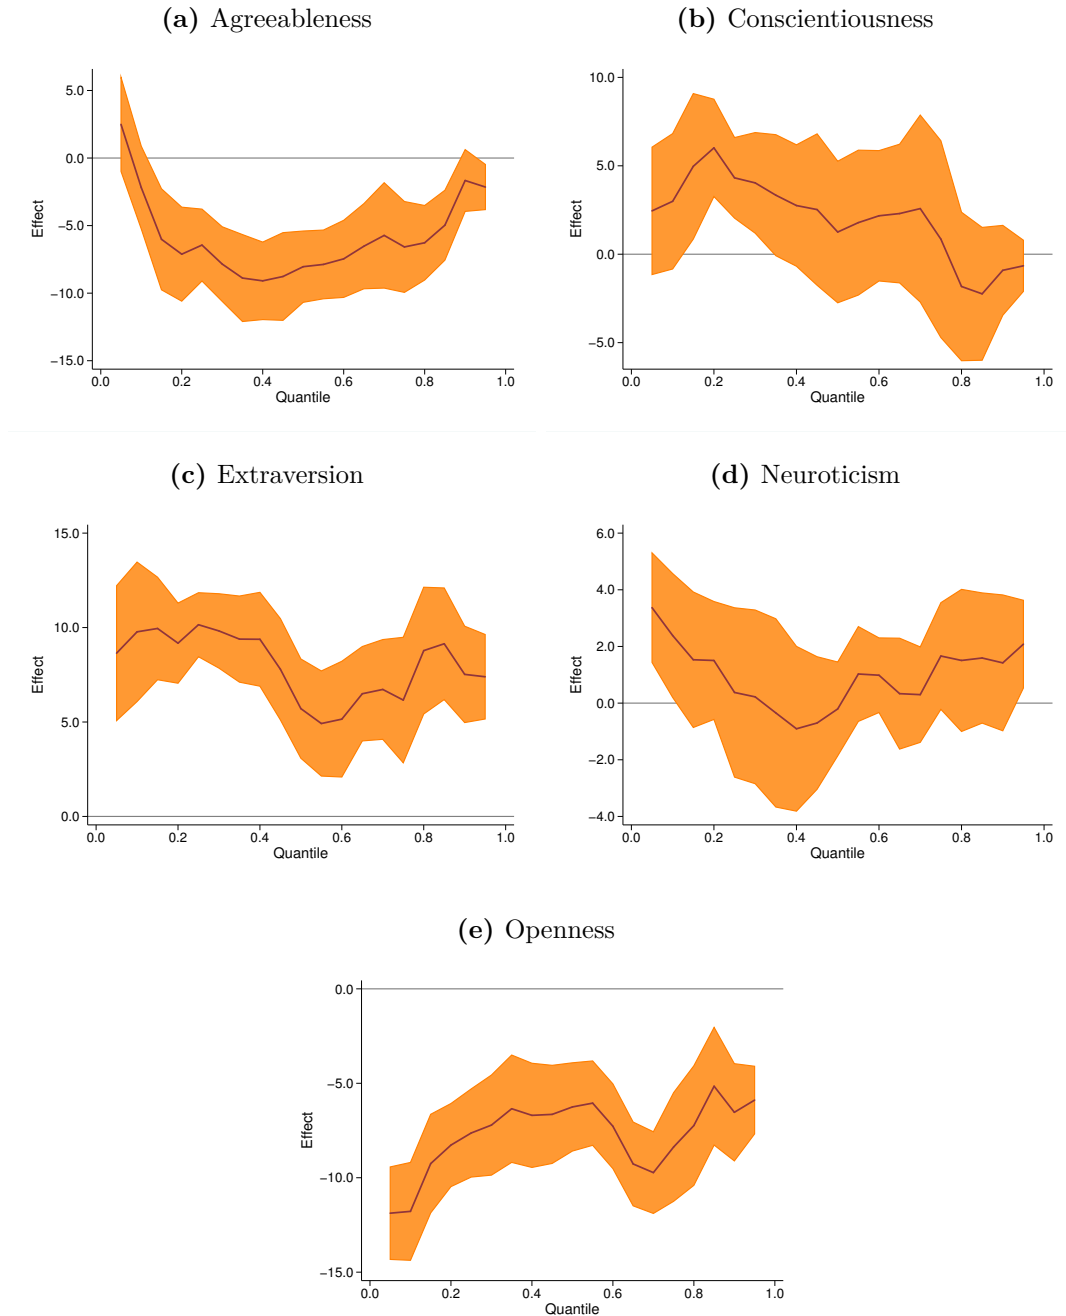 (a) Agreeableness
5.0
0.0
−5.0
−10.0
−15.0
Effect
0.0 0.2 0.4 0.6 0.8 1.0
Quantile
(b) Conscientiousness
10.0
5.0
0.0
−5.0
Effect
0.0 0.2 0.4 0.6 0.8 1.0
Quantile
(c) Extraversion
15.0
10.0
5.0
0.0
Effect
0.0 0.2 0.4 0.6 0.8 1.0
Quantile
(d) Neuroticism
6.0
4.0
2.0
0.0
−2.0
−4.0
Effect
0.0 0.2 0.4 0.6 0.8 1.0
Quantile
(e) Openness
0.0
−5.0
−10.0
−15.0
Effect
0.0 0.2 0.4 0.6 0.8 1.0
Quantile